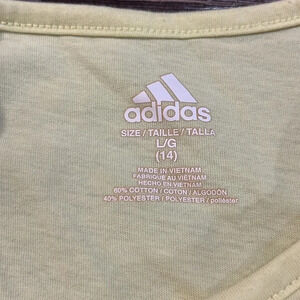 adidas
SIZE / TAILLE / TALLA
L/G
(14)
MADE IN VIETNAM
FABRIQUE AU VIETNAM
HECHO EN VIETNAM
60% COTTON / COTON / ALGODÓN
40% POLYESTER / POLYESTER / poliéster